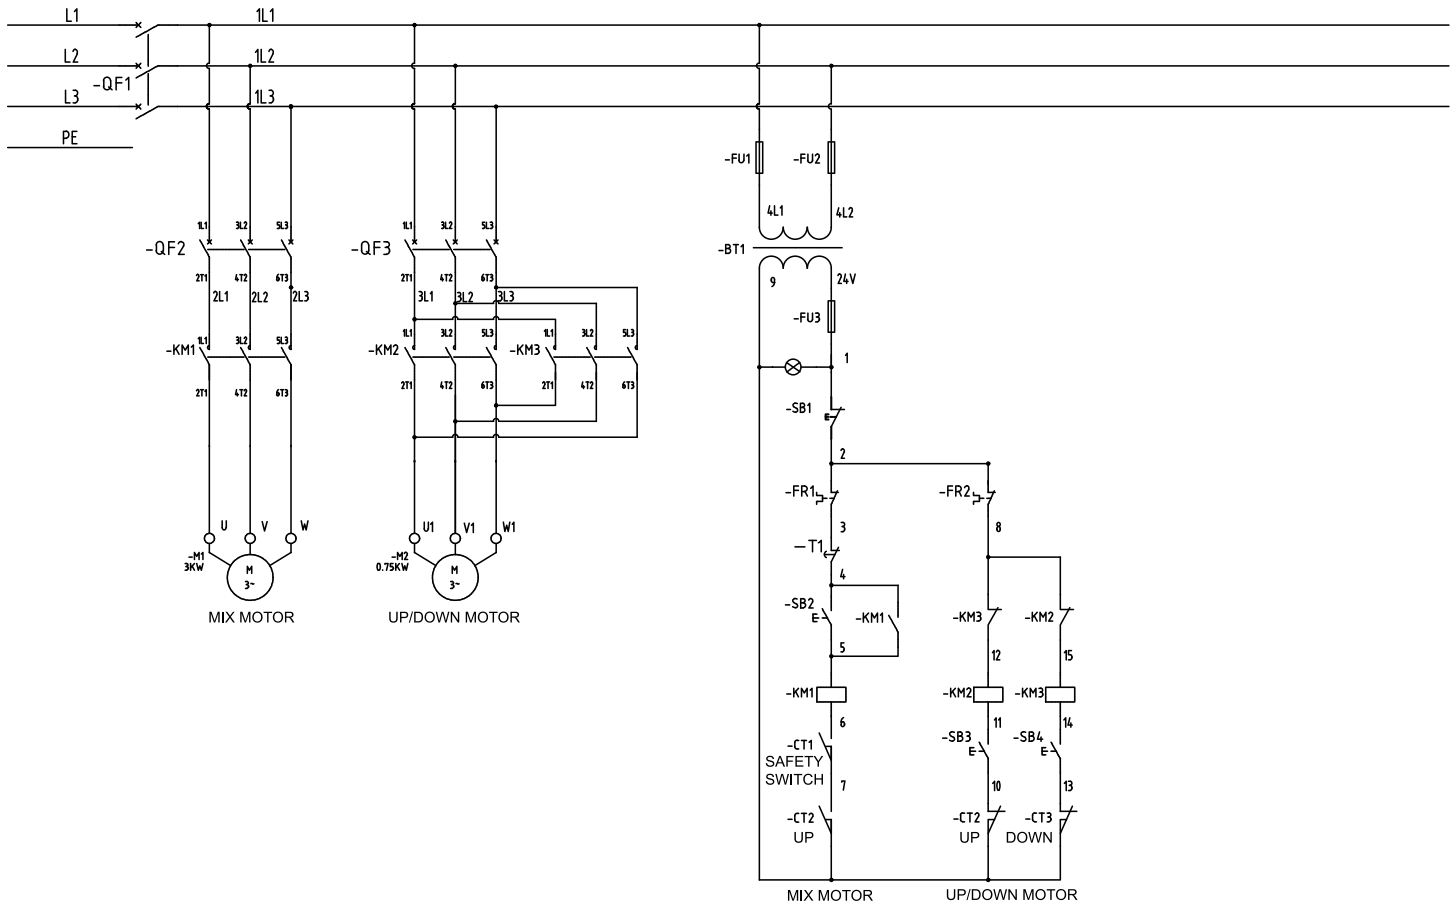 L1 1L1
L2 1L2
-QF1
L3 1L3
PE
-FU1 -FU2
4L1 4L2
1L1 3L2 5L3 1L1 3L2 5L3
-QF2 -QF3 -BT1
2T1 4T2 6T3 2T1 4T2 6T3 9 24V
2L1 2L2 2L3 3L1 3L2 3L3
-FU3
1L1 3L2 5L3 1L1 3L2 5L3 1L1 3L2 5L3
-KM1 -KM2 -KM3 1
2T1 4T2 6T3 2T1 4T2 6T3 2T1 4T2 6T3
-SB1
2
-FR1 -FR2
U V W U1 V1 W1 3 8
-M1 -M2 -T1
3KW 0.75KW
M M
3~ 3~ 4
MIX MOTOR UP/DOWN MOTOR
-SB2 -KM1 -KM3 -KM2
5 12 15
-KM1 -KM2 -KM3
6 11 14
-CT1 -SB3 -SB4
SAFETY
SWITCH 7 10 13
-CT2 -CT2 -CT3
UP UP DOWN
MIX MOTOR UP/DOWN MOTOR